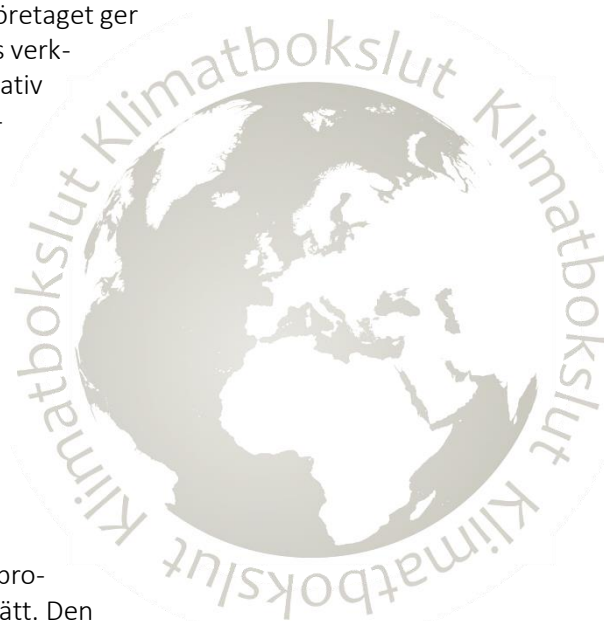 öretaget ger
s verk-
ativ
-
Klimatbokslut
Klimatbokslut
Klimatbokslut
Klimatbokslut
pro-
ätt. Den